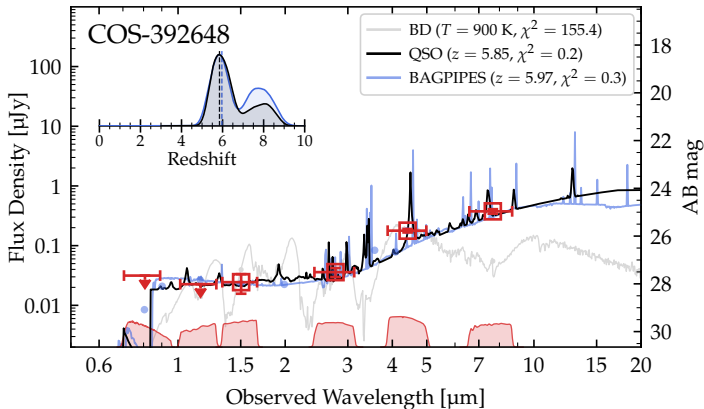 COS-392648
BD (T = 900 K, χ² = 155.4)
QSO (z = 5.85, χ² = 0.2)
BAGPIPES (z = 5.97, χ² = 0.3)
0 2 4 6 8 10
Redshift
Flux Density [μJy]
100
10
1
0.1
0.01
AB mag
18
20
22
24
26
28
30
0.6 1 1.5 2 3 5 10 15 20
Observed Wavelength [μm]